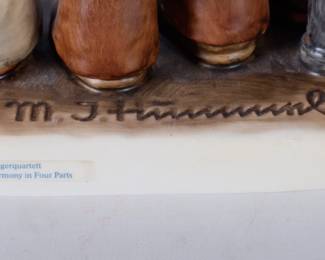 M. J. Hummel
gerquartett
rmony in Four Parts